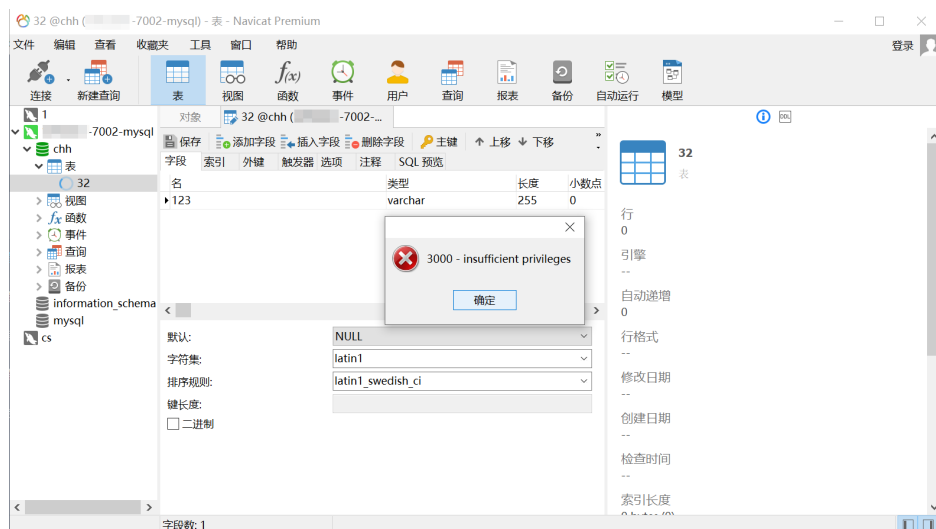 32 @chh ( -7002-mysql) - 表 - Navicat Premium
文件 编辑 查看 收藏夹 工具 窗口 帮助 登录
连接 新建查询 表 视图 函数 事件 用户 查询 报表 备份 自动运行 模型
f(x)
1
-7002-mysql
chh
表
32
视图
fx 函数
事件
查询
报表
备份
information_schema
mysql
cs
对象 32 @chh ( -7002-...
保存 添加字段 插入字段 删除字段 主键 上移 下移
字段 索引 外键 触发器 选项 注释 SQL 预览
名 类型 长度 小数点
123 varchar 255 0
3000 - insufficient privileges
确定
默认: NULL
字符集: latin1
排序规则: latin1_swedish_ci
键长度:
二进制
字段数: 1
DDL
32
表
行
0
引擎
--
自动递增
0
行格式
--
修改日期
--
创建日期
--
检查时间
--
索引长度
0 bytes (0)